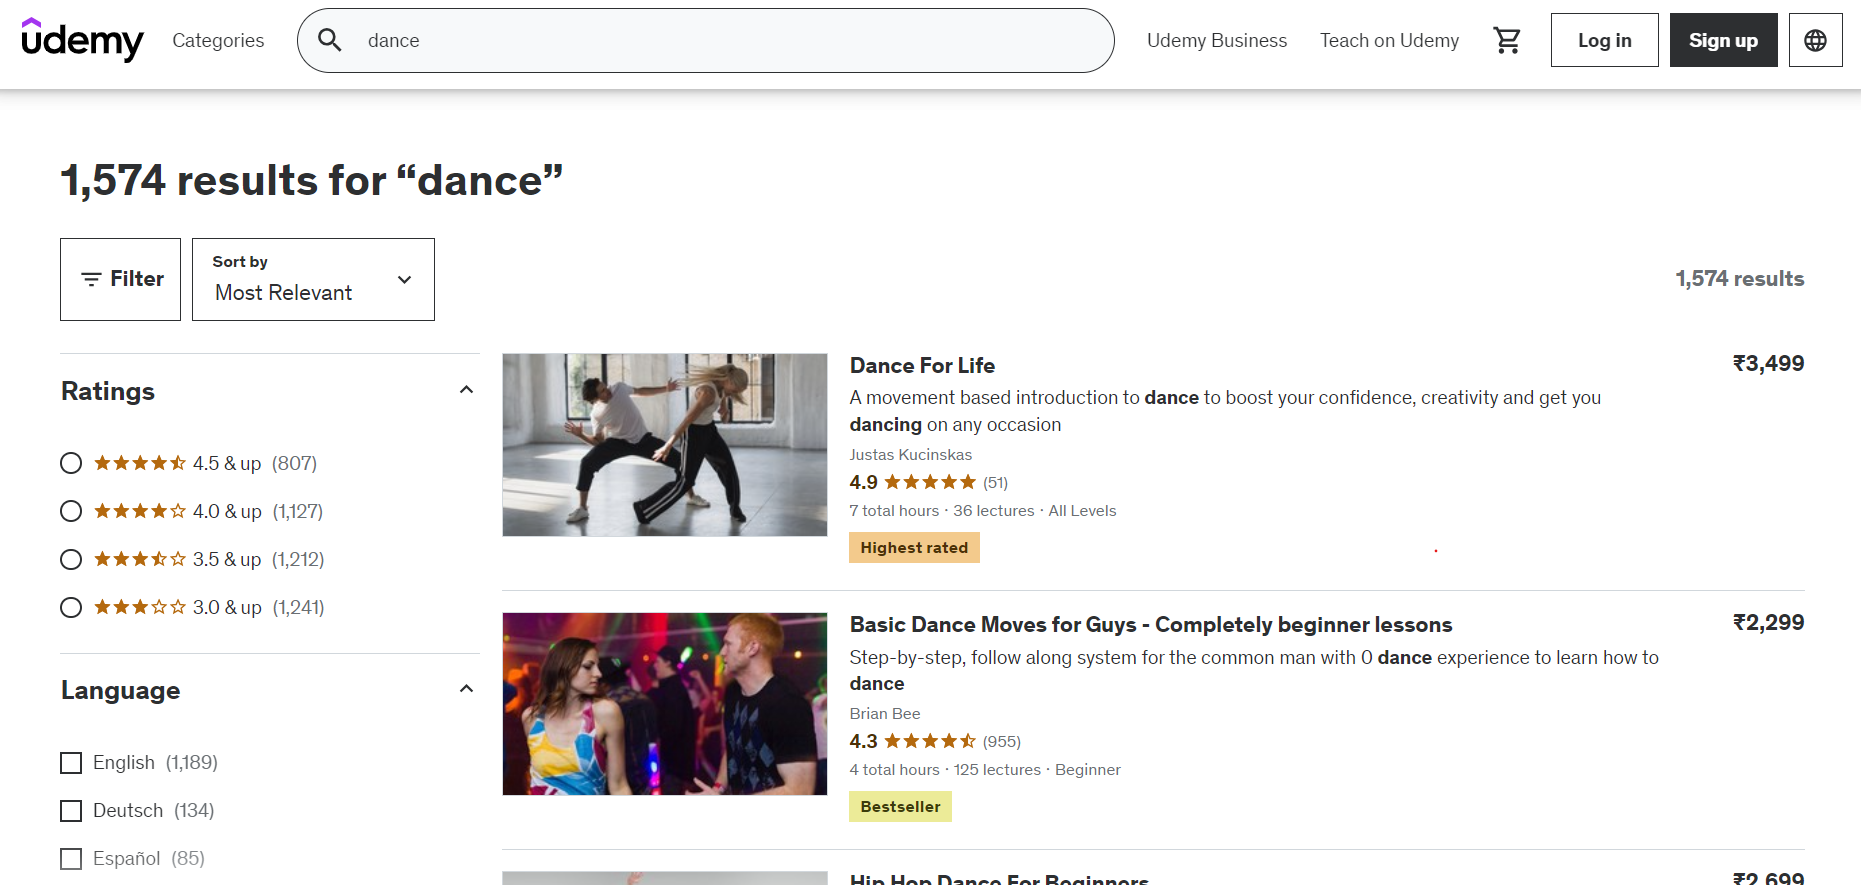 udemy
Categories
dance
Udemy Business
Teach on Udemy
Log in
Sign up
1,574 results for “dance”
Filter
Sort by
Most Relevant
1,574 results
Ratings
4.5 & up (807)
4.0 & up (1,127)
3.5 & up (1,212)
3.0 & up (1,241)
Language
English (1,189)
Deutsch (134)
Español (85)
Dance For Life
₹3,499
A movement based introduction to dance to boost your confidence, creativity and get you
dancing on any occasion
Justas Kucinskas
4.9 (51)
7 total hours · 36 lectures · All Levels
Highest rated
Basic Dance Moves for Guys - Completely beginner lessons
₹2,299
Step-by-step, follow along system for the common man with 0 dance experience to learn how to
dance
Brian Bee
4.3 (955)
4 total hours · 125 lectures · Beginner
Bestseller
Hip Hop Dance For Beginners
₹2,699